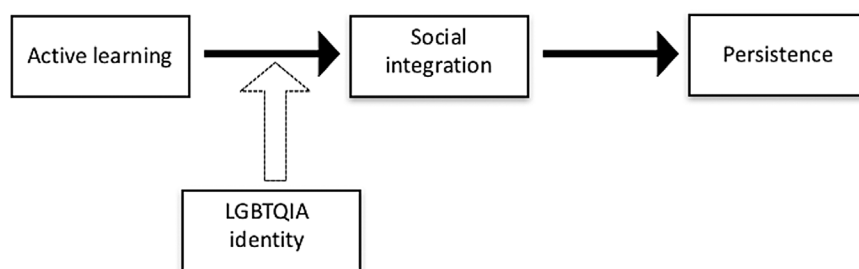 Active learning
Social
integration
Persistence
LGBTQIA
identity